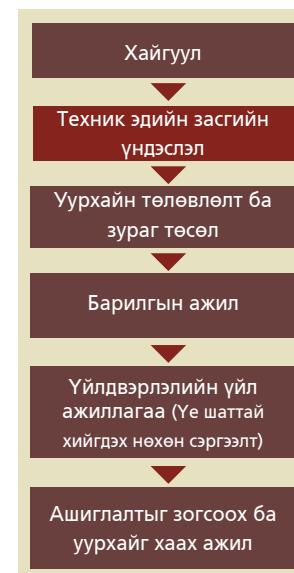 Хайгуул
Техник эдийн засгийн
үндэслэл
Уурхайн төлөвлөлт ба
зураг төсөл
Барилгын ажил
Үйлдвэрлэлийн үйл
ажиллагаа (Үе шаттай
хийгдэх нөхөн сэргээлт)
Ашиглалтыг зогсоох ба
уурхайг хаах ажил